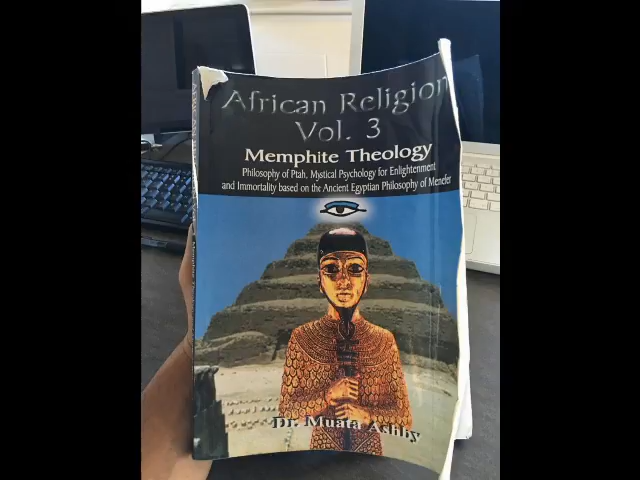 African Religion
Vol. 3
Memphite Theology
Philosophy of Ptah, Mystical Psychology for Enlightenment
and Immortality based on the Ancient Egyptian Philosophy of Menefer
Dr. Muata Ashby